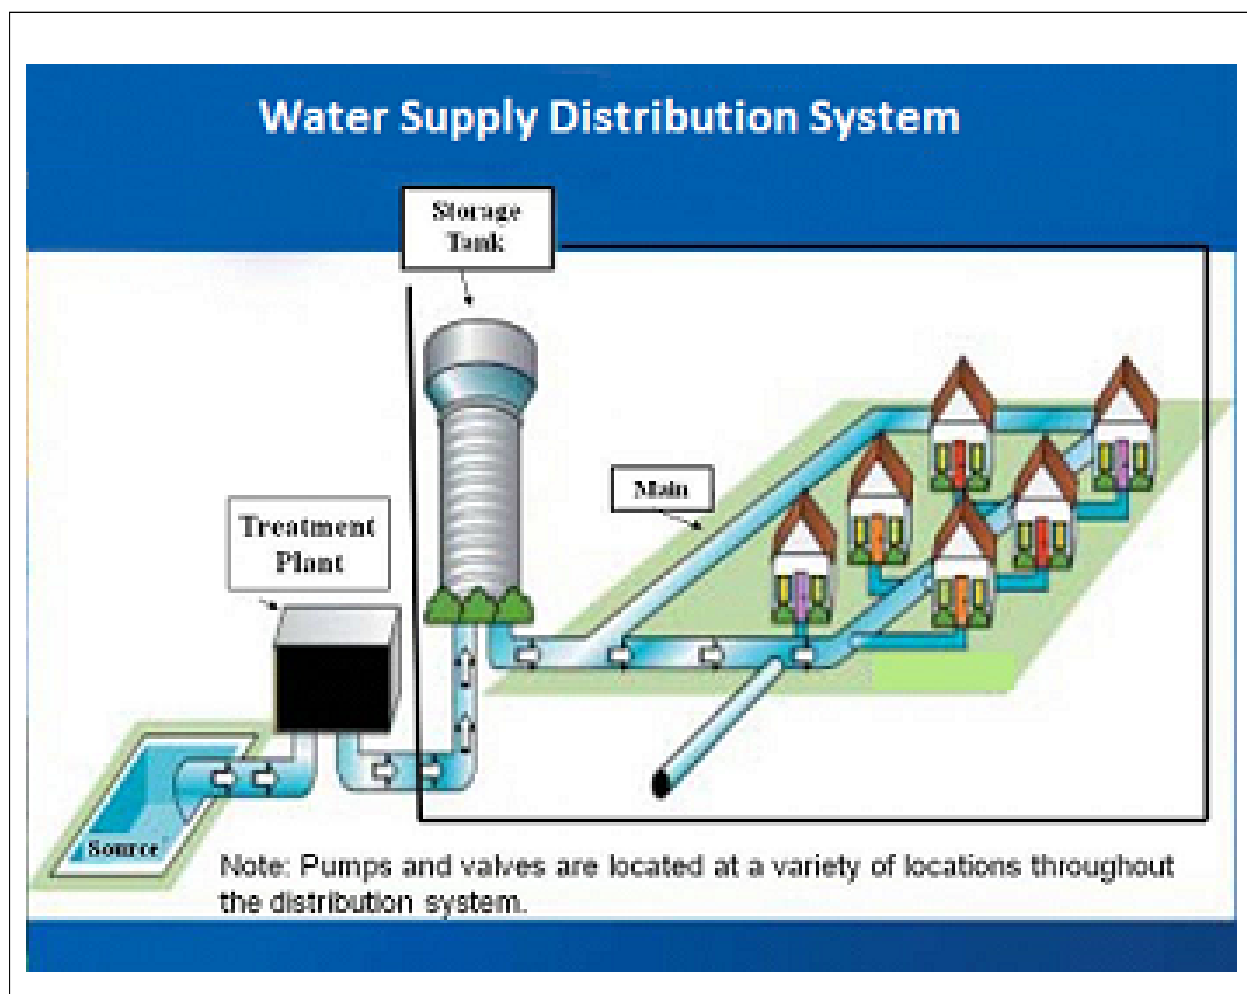 Water Supply Distribution System
Storage
Tank
Main
Treatment
Plant
Source
Note: Pumps and valves are located at a variety of locations throughout
the distribution system.